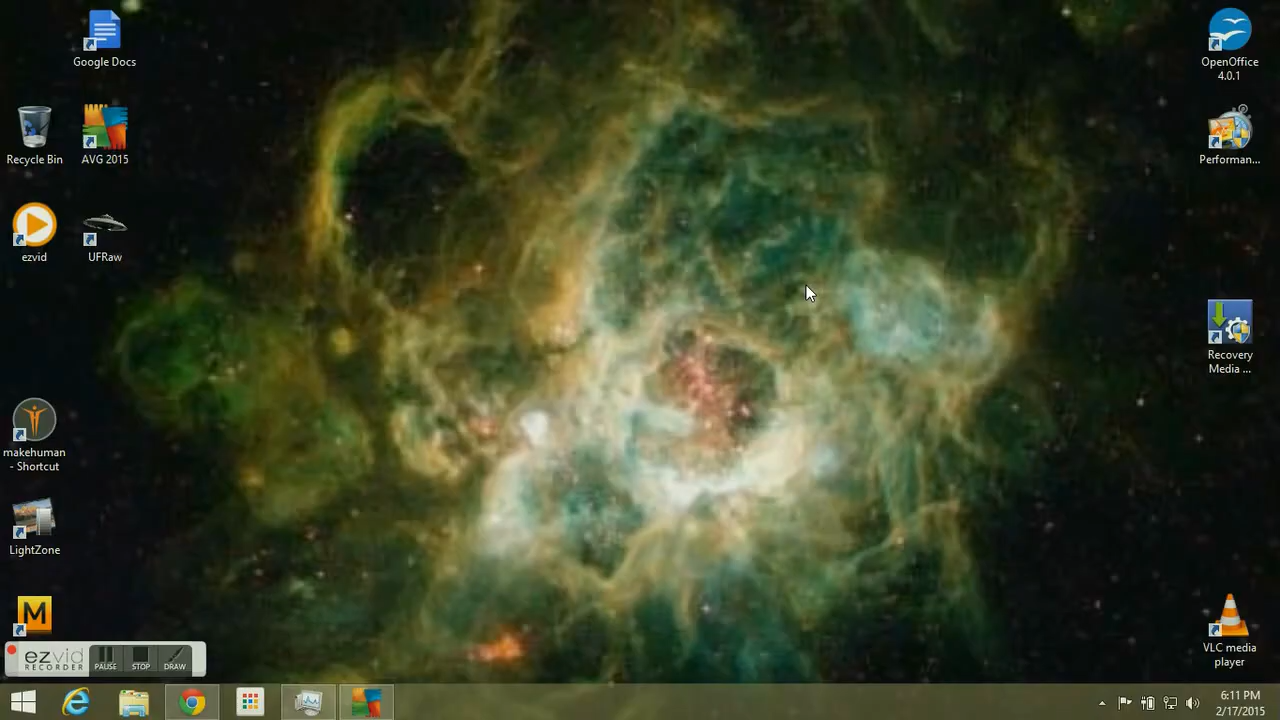 Google Docs
Recycle Bin
AVG 2015
ezvid
UFRaw
makehuman
- Shortcut
LightZone
M
ezvid
RECORDER
PAUSE
STOP
DRAW
OpenOffice
4.0.1
Performan...
Recovery
Media ...
VLC media
player
6:11 PM
2/17/2015